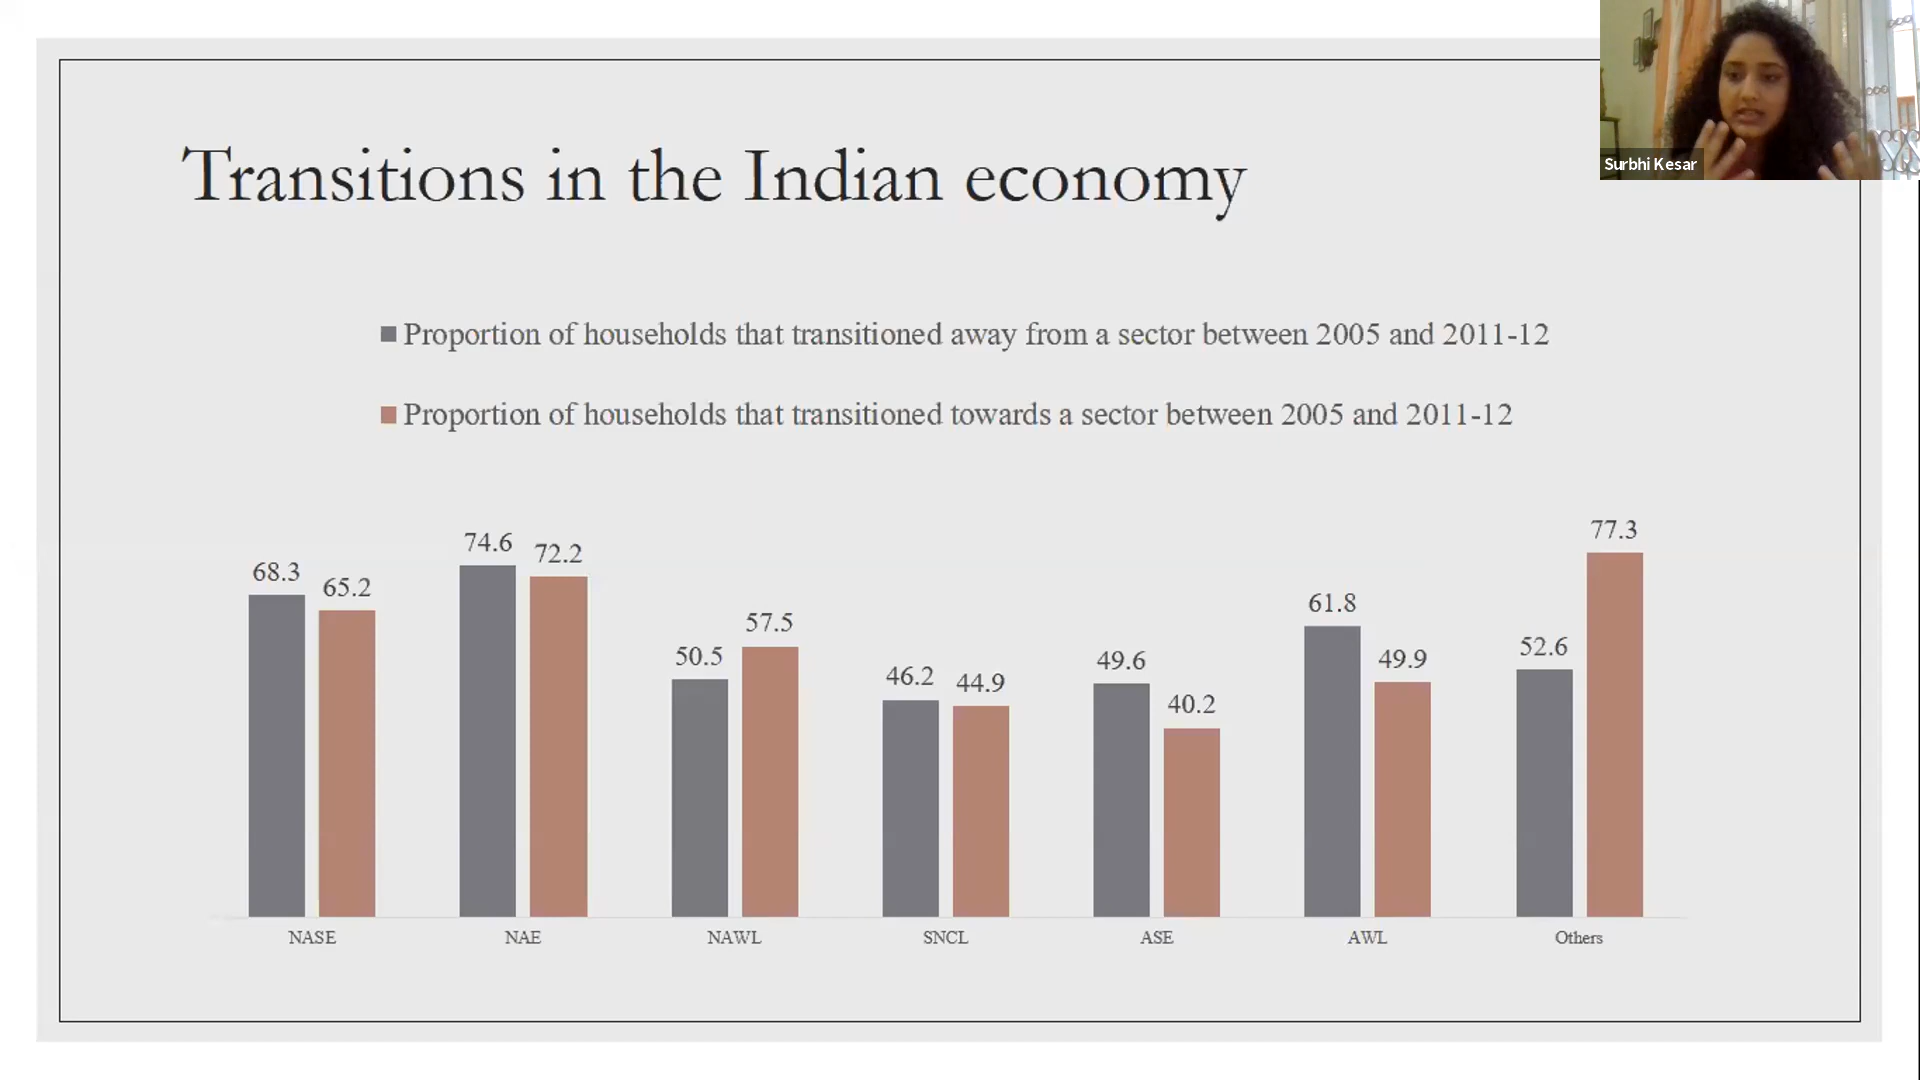 Surbhi Kesar
Transitions in the Indian economy
Proportion of households that transitioned away from a sector between 2005 and 2011-12
Proportion of households that transitioned towards a sector between 2005 and 2011-12
68.3 65.2 74.6 72.2 50.5 57.5 46.2 44.9 49.6 40.2 61.8 49.9 52.6 77.3
NASE NAE NAWL SNCL ASE AWL Others